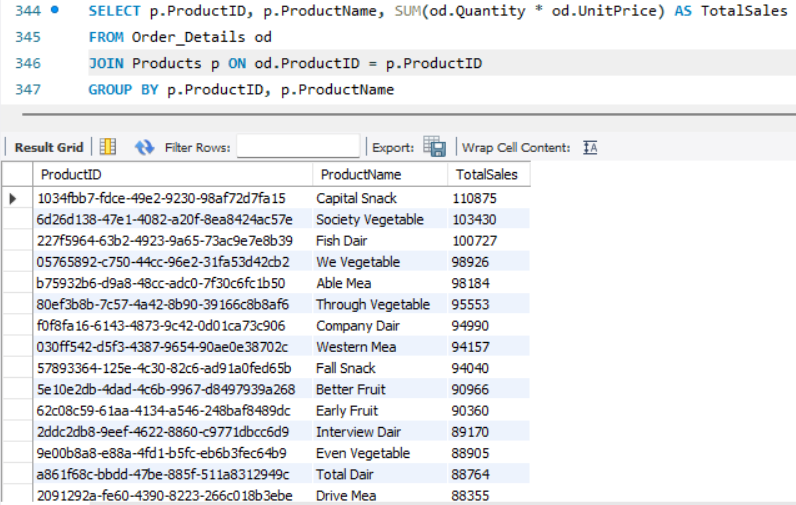 344 SELECT p.ProductID, p.ProductName, SUM(od.Quantity * od.UnitPrice) AS TotalSales
345 FROM Order_Details od
346 JOIN Products p ON od.ProductID = p.ProductID
347 GROUP BY p.ProductID, p.ProductName
Result Grid Filter Rows: Export: Wrap Cell Content: IA
ProductID ProductName TotalSales
1034fbb7-fdce-49e2-9230-98af72d7fa15 Capital Snack 110875
6d26d138-47e1-4082-a20f-8ea8424ac57e Society Vegetable 103430
227f5964-63b2-4923-9a65-73ac9e7e8b39 Fish Dair 100727
05765892-c750-44cc-96e2-31fa53d42cb2 We Vegetable 98926
b75932b6-d9a8-48cc-adc0-7f30c6fc1b50 Able Mea 98184
80ef3b8b-7c57-4a42-8b90-39166c8b8af6 Through Vegetable 95553
f0f8fa16-6143-4873-9c42-0d01ca73c906 Company Dair 94990
030ff542-d5f3-4387-9654-90ae0e38702c Western Mea 94157
57893364-125e-4c30-82c6-ad91a0fed65b Fall Snack 94040
5e10e2db-4dad-4c6b-9967-d8497939a268 Better Fruit 90966
62c08c59-61aa-4134-a546-248baf8489dc Early Fruit 90360
2ddc2db8-9eef-4622-8860-c9771dbcc6d9 Interview Dair 89170
9e00b8a8-e88a-4fd1-b5fc-eb6b3fec64b9 Even Vegetable 88905
a861f68c-bbdd-47be-885f-511a8312949c Total Dair 88764
2091292a-fe60-4390-8223-266c018b3ebe Drive Mea 88355